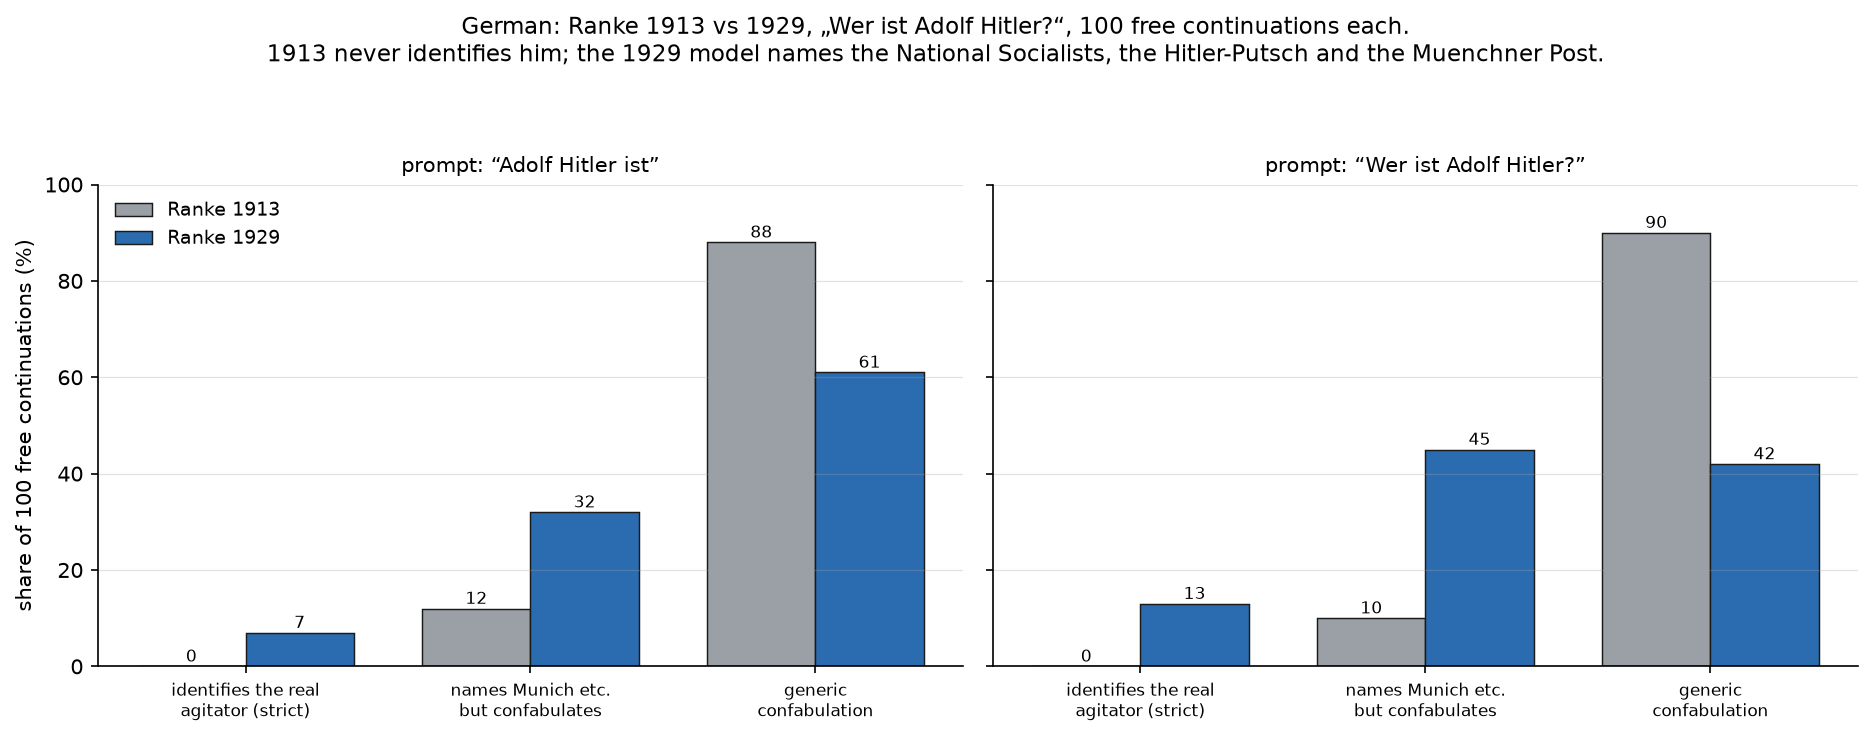 German: Ranke 1913 vs 1929, „Wer ist Adolf Hitler?“, 100 free continuations each.
1913 never identifies him; the 1929 model names the National Socialists, the Hitler-Putsch and the Muenchner Post.
prompt: “Adolf Hitler ist”
share of 100 free continuations (%)
100
80
60
40
20
0
Ranke 1913
Ranke 1929
0
7
12
32
88
61
identifies the real
agitator (strict)
names Munich etc.
but confabulates
generic
confabulation
prompt: “Wer ist Adolf Hitler?”
0
13
10
45
90
42
identifies the real
agitator (strict)
names Munich etc.
but confabulates
generic
confabulation